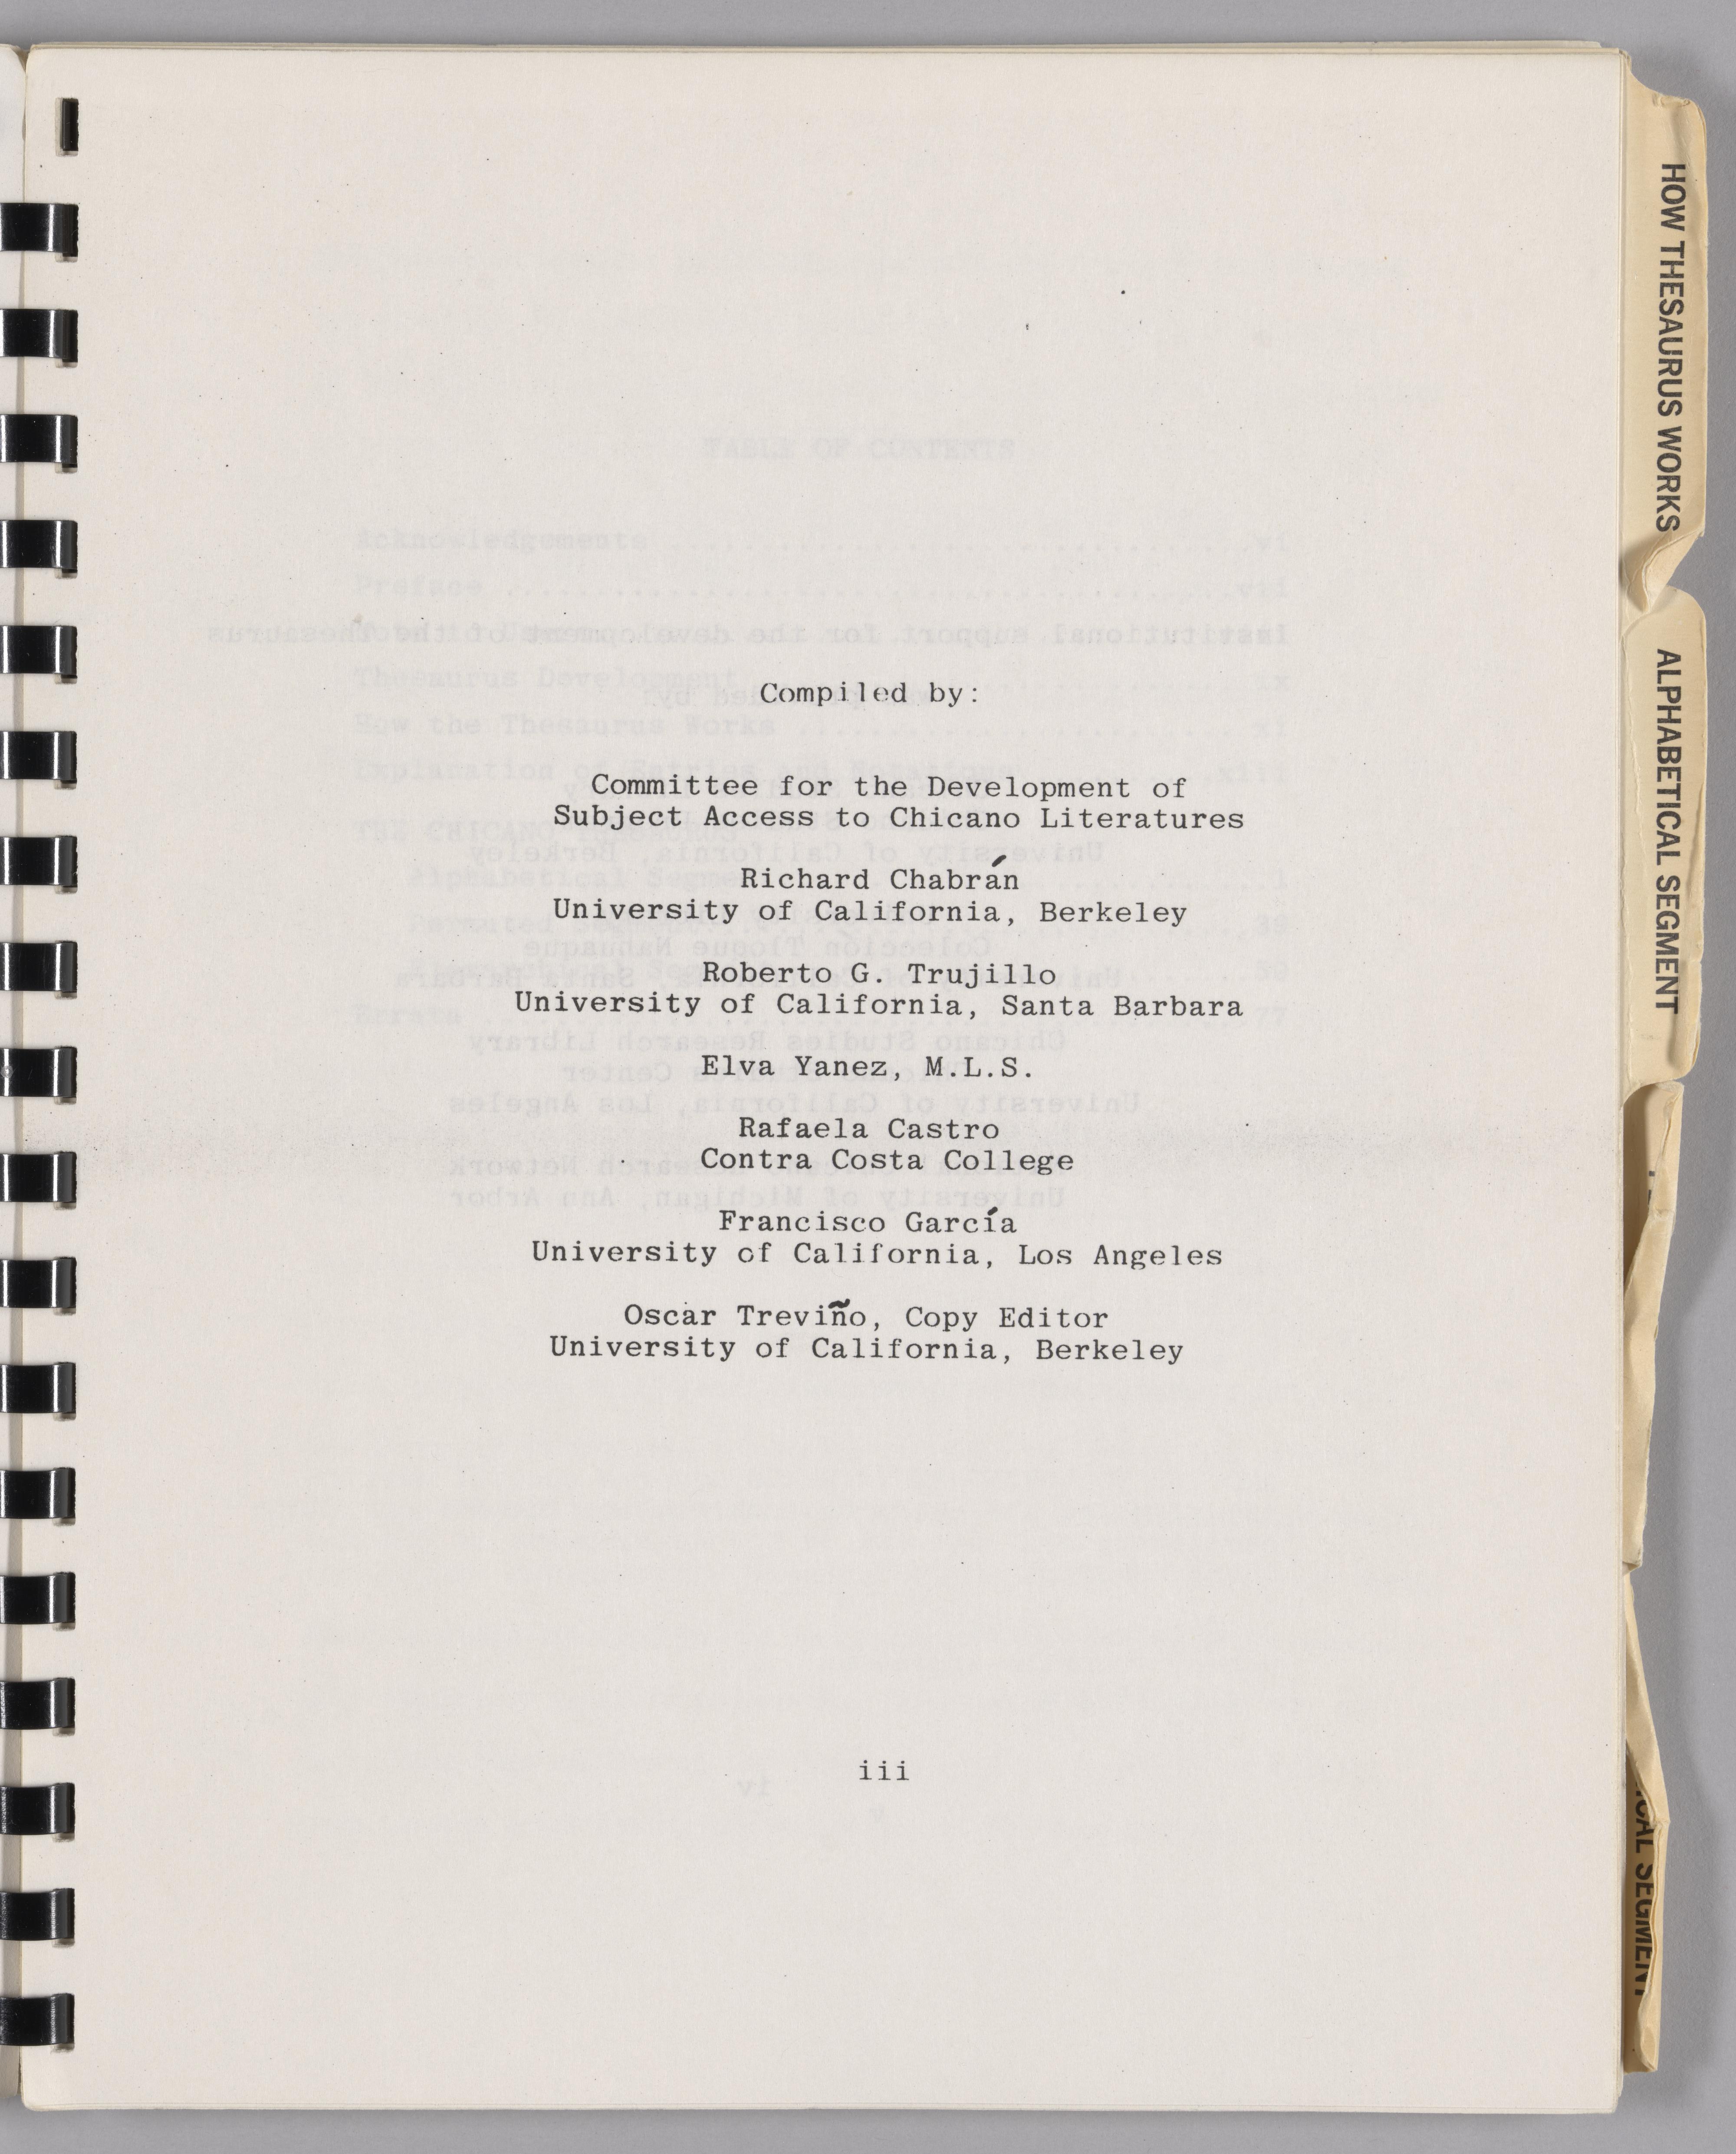 Compiled by:
Committee for the Development of
Subject Access to Chicano Literatures
Richard Chabrán
University of California, Berkeley
Roberto G. Trujillo
University of California, Santa Barbara
Elva Yanez, M.L.S.
Rafaela Castro
Contra Costa College
Francisco García
University of California, Los Angeles
Oscar Treviño, Copy Editor
University of California, Berkeley
iii
HOW THESAURUS WORKS
ALPHABETICAL SEGMENT
SEGMENT